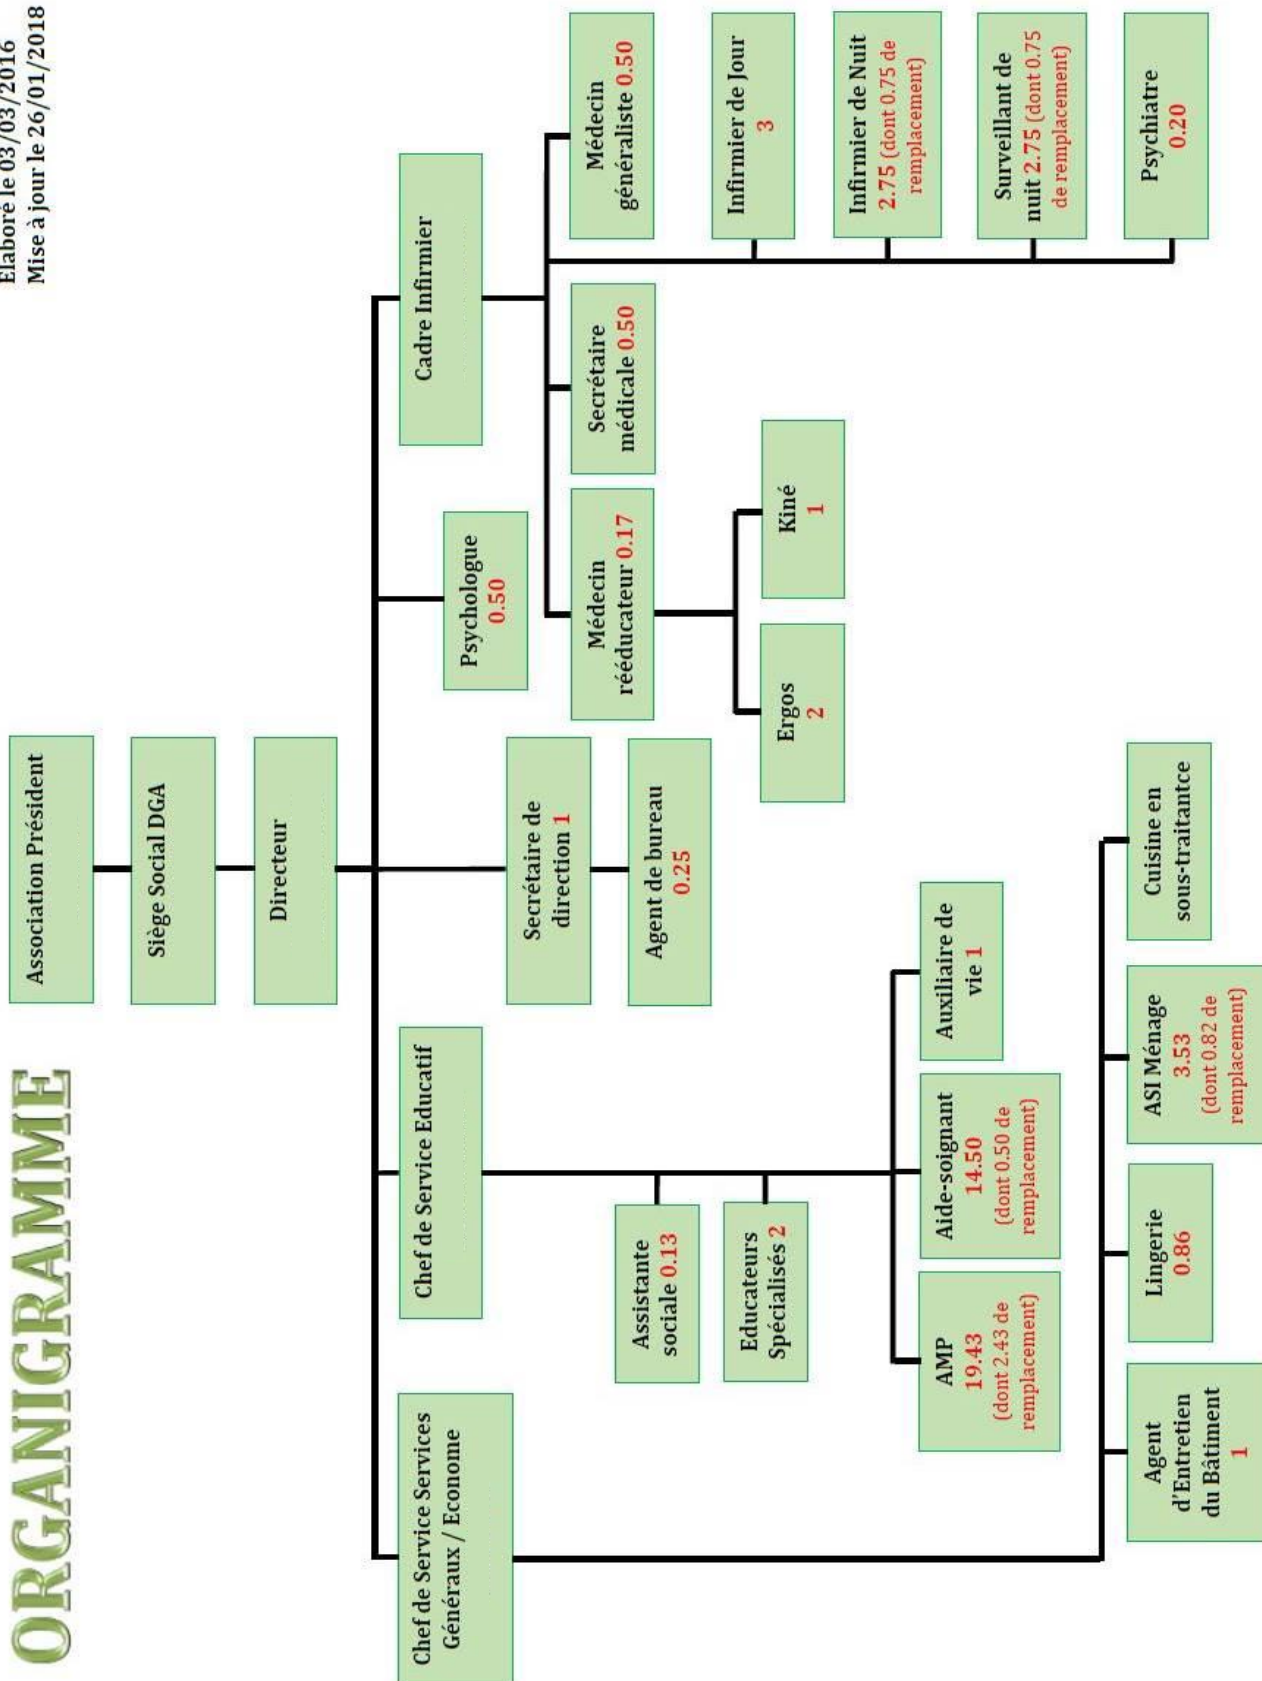 ORGANIGRAMME
Elaboré le 03/03/2016
Mise à jour le 26/01/2018
Association Président
Siège Social DGA
Directeur
Chef de Service Services
Généraux / Econome
Chef de Service Educatif
Secrétaire de
direction 1
Agent de bureau
0.25
Psychologue
0.50
Cadre Infirmier
Médecin
rééducateur 0.17
Secrétaire
médicale 0.50
Médecin
généraliste 0.50
Ergos
2
Kiné
1
Infirmier de Jour
3
Infirmier de Nuit
2.75 (dont 0.75 de
remplacement)
Surveillant de
nuit 2.75 (dont 0.75
de remplacement)
Psychiatre
0.20
Assistante
sociale 0.13
Educateurs
Spécialisés 2
AMP
19.43
(dont 2.43 de
remplacement)
Aide-soignant
14.50
(dont 0.50 de
remplacement)
Auxiliaire de
vie 1
Agent
d'Entretien
du Bâtiment
1
Lingerie
0.86
ASI Ménage
3.53
(dont 0.82 de
remplacement)
Cuisine en
sous-traitantce